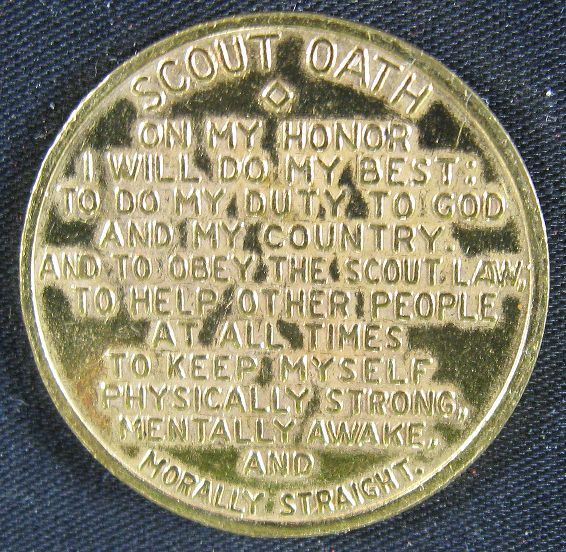 SCOUT OATH
ON MY HONOR
I WILL DO MY BEST:
TO DO MY DUTY TO GOD
AND MY COUNTRY.
AND TO OBEY THE SCOUT LAW,
TO HELP OTHER PEOPLE
AT ALL TIMES
TO KEEP MYSELF
PHYSICALLY STRONG,
MENTALLY AWAKE,
AND
MORALLY STRAIGHT.